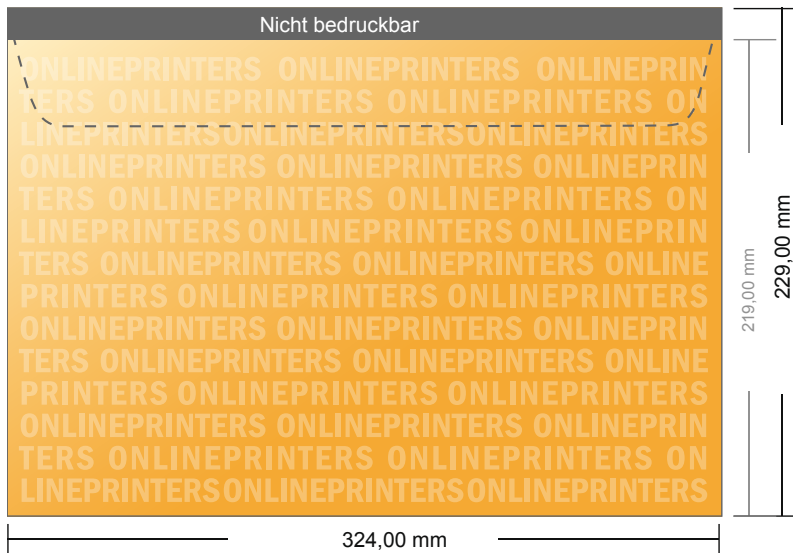 Nicht bedruckbar
ONLINEPRINTERS ONLINEPRINTERS ONLINEPRIN
TERS ONLINEPRINTERS ONLINEPRINTERS ON
LINEPRINTERSONLINEPRINTERSONLINEPRINTERS
ONLINEPRINTERS ONLINEPRINTERS ONLINEPRIN
TERS ONLINEPRINTERS ONLINEPRINTERS ON
LINEPRINTERS ONLINEPRINTERS ONLINEPRIN
TERS ONLINEPRINTERS ONLINEPRINTERS ONLINE
PRINTERS ONLINEPRINTERS ONLINEPRINTERS
ONLINEPRINTERS ONLINEPRINTERS ONLINEPRIN
TERS ONLINEPRINTERS ONLINEPRINTERS ONLINE
PRINTERS ONLINEPRINTERS ONLINEPRINTERS
ONLINEPRINTERS ONLINEPRINTERS ONLINEPRIN
TERS ONLINEPRINTERS ONLINEPRINTERS ON
LINEPRINTERSONLINEPRINTERSONLINEPRINTERS
219,00 mm
229,00 mm
324,00 mm